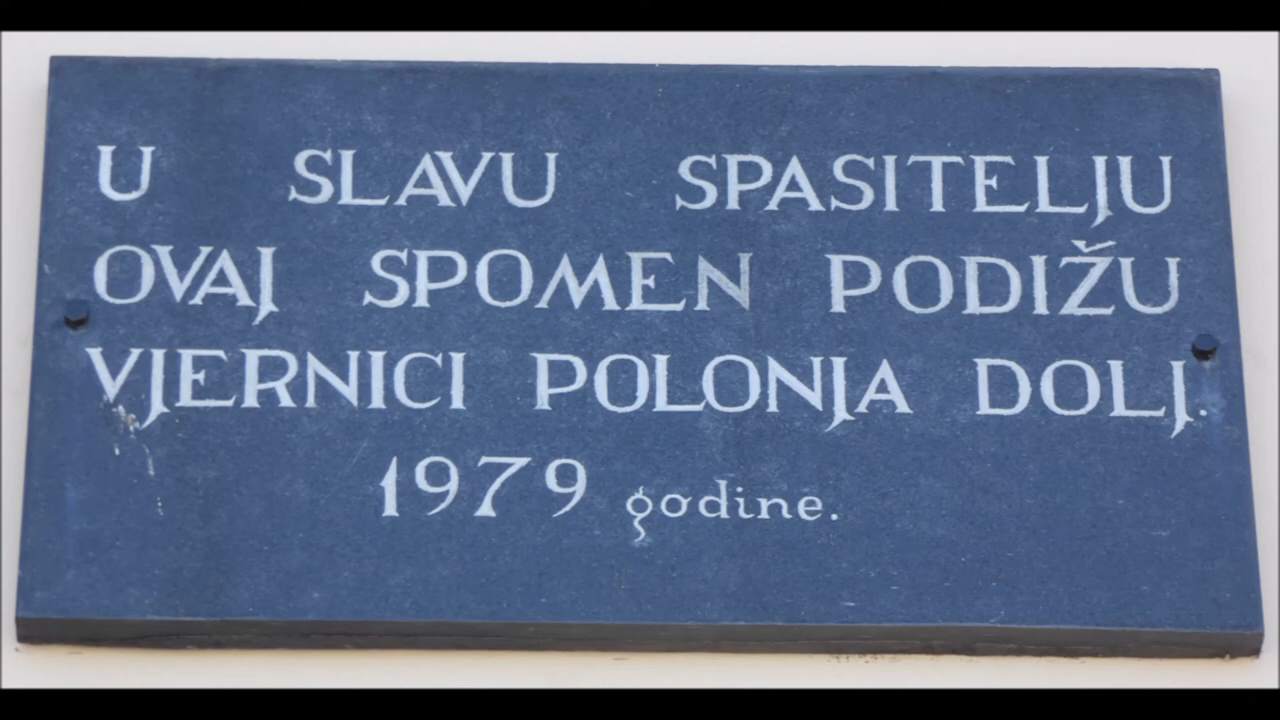 U SLAVU SPASITELJU
OVAJ SPOMEN PODIŽU
VJERNICI POLONJA DOLJ.
1979 godine.